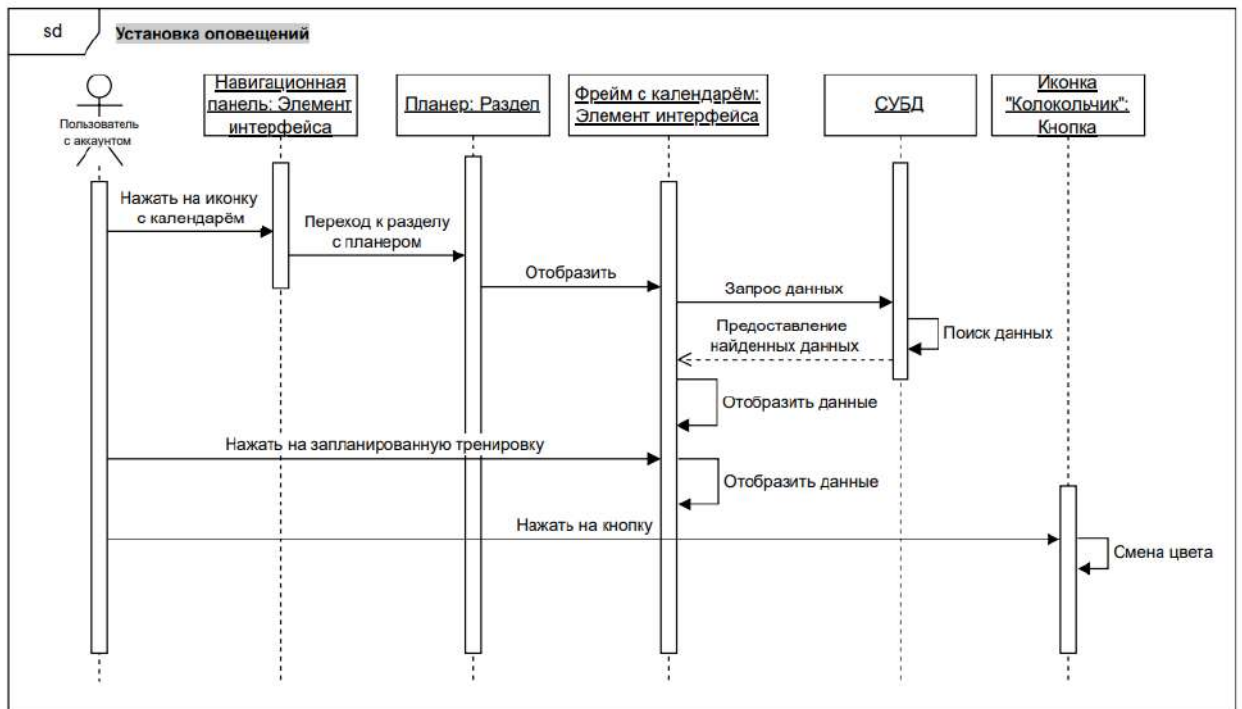 sd
Установка оповещений
Пользователь
с аккаунтом
Навигационная
панель: Элемент
интерфейса
Планер: Раздел
Фрейм с календарём:
Элемент интерфейса
СУБД
Иконка
"Колокольчик":
Кнопка
Нажать на иконку
с календарём
Переход к разделу
с планером
Отобразить
Запрос данных
Поиск данных
Предоставление
найденных данных
Отобразить данные
Нажать на запланированную тренировку
Отобразить данные
Нажать на кнопку
Смена цвета